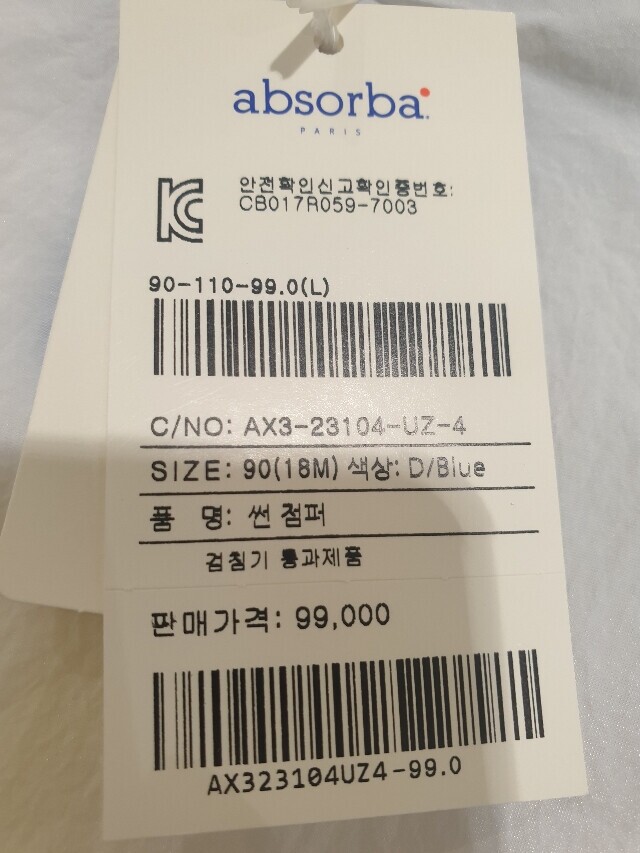 absorba.
PARIS
KC
안전확인신고확인증번호:
CB017R059-7003
90-110-99.0(L)
C/NO: AX3-23104-UZ-4
SIZE: 90(18M) 색상: D/Blue
품 명: 썬 점퍼
검침기 통과제품
판매가격: 99,000
AX323104UZ4-99.0